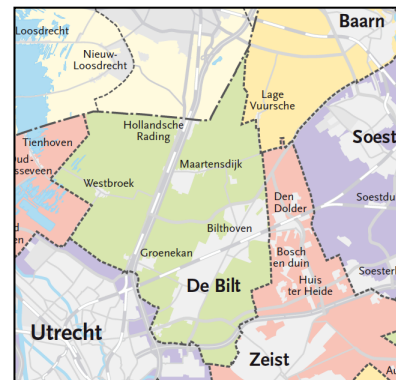 Baarn
Loosdrecht
Nieuw-
Loosdrecht
Lage
Vuursche
Hollandsche
Rading
Soest
Tienhoven
Maartensdijk
Westbroek
Den
Dolder
Soestdu
Bilthoven
Groenekan
Bosch
en duin
Soesterb
De Bilt
Huis
ter Heide
Utrecht
Zeist